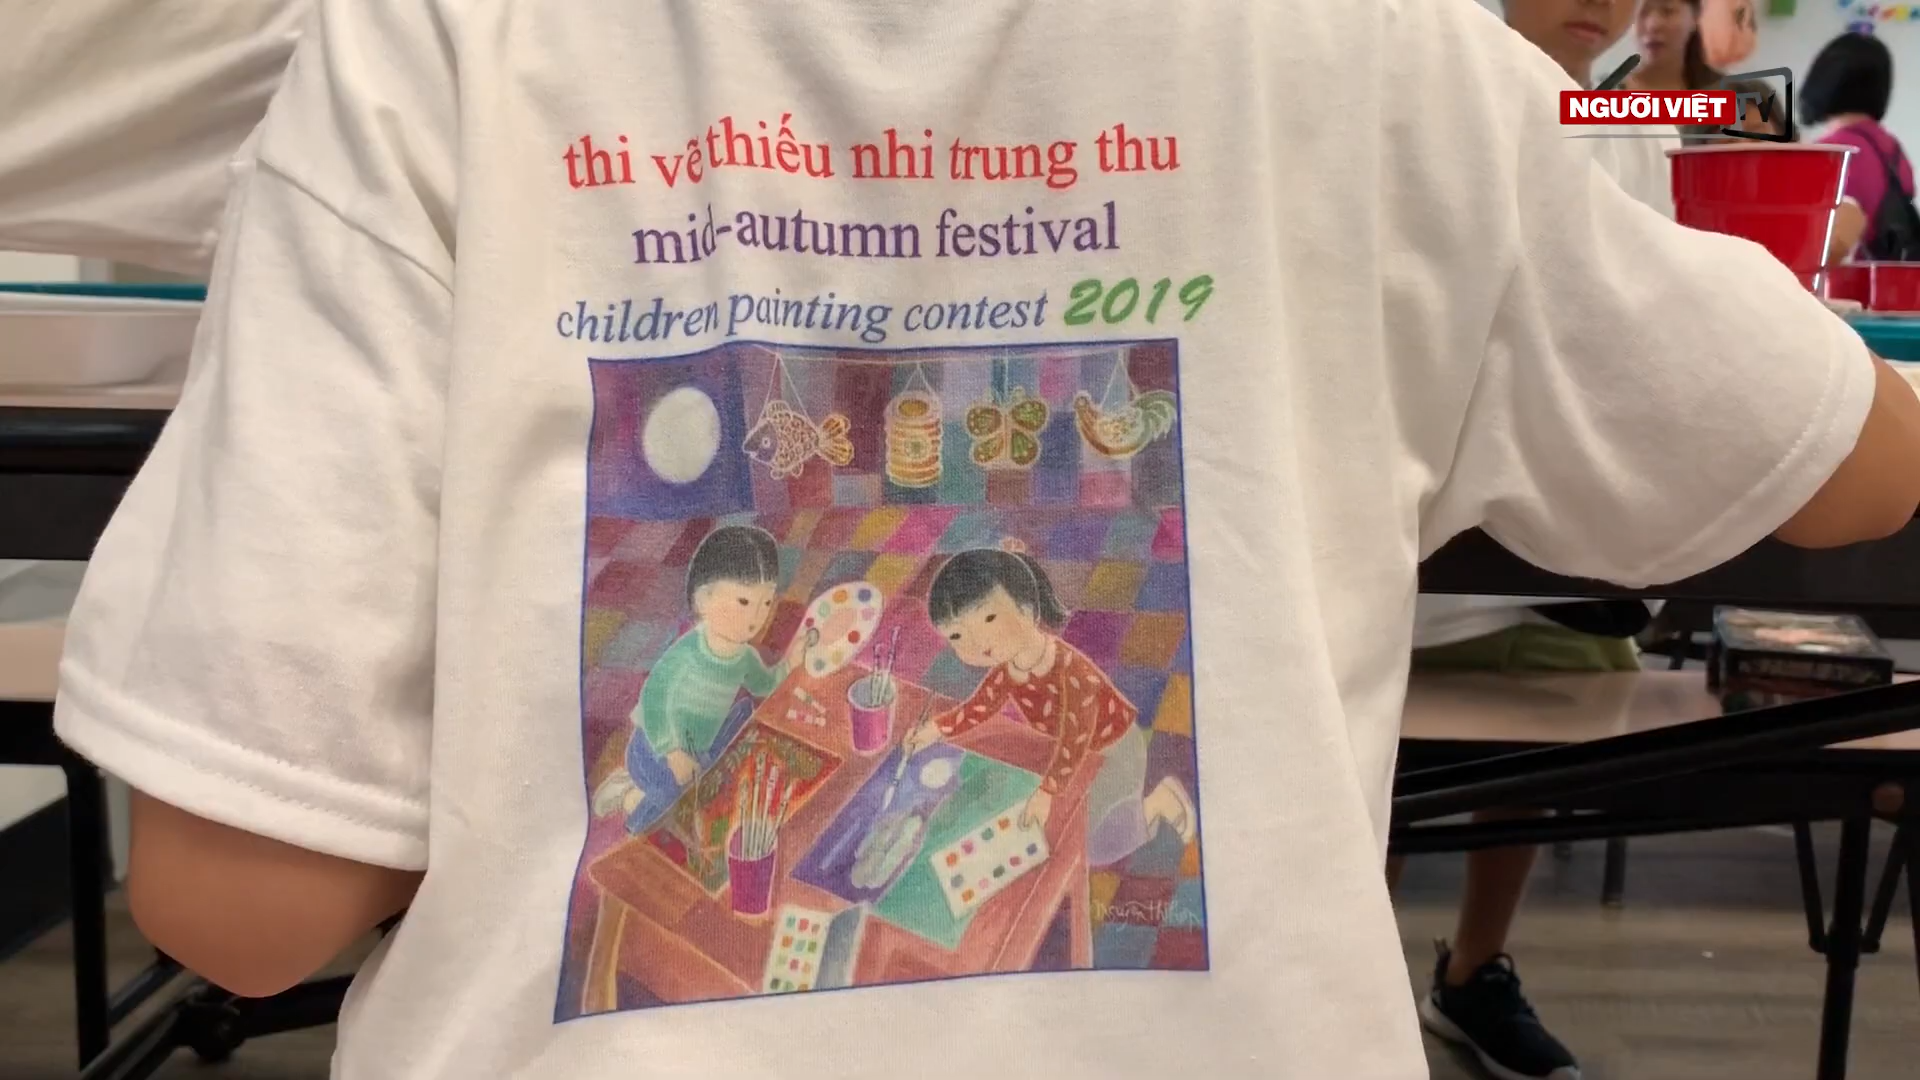 NGƯỜI VIỆT TV
thi vẽ thiếu nhi trung thu
mid-autumn festival
children painting contest 2019